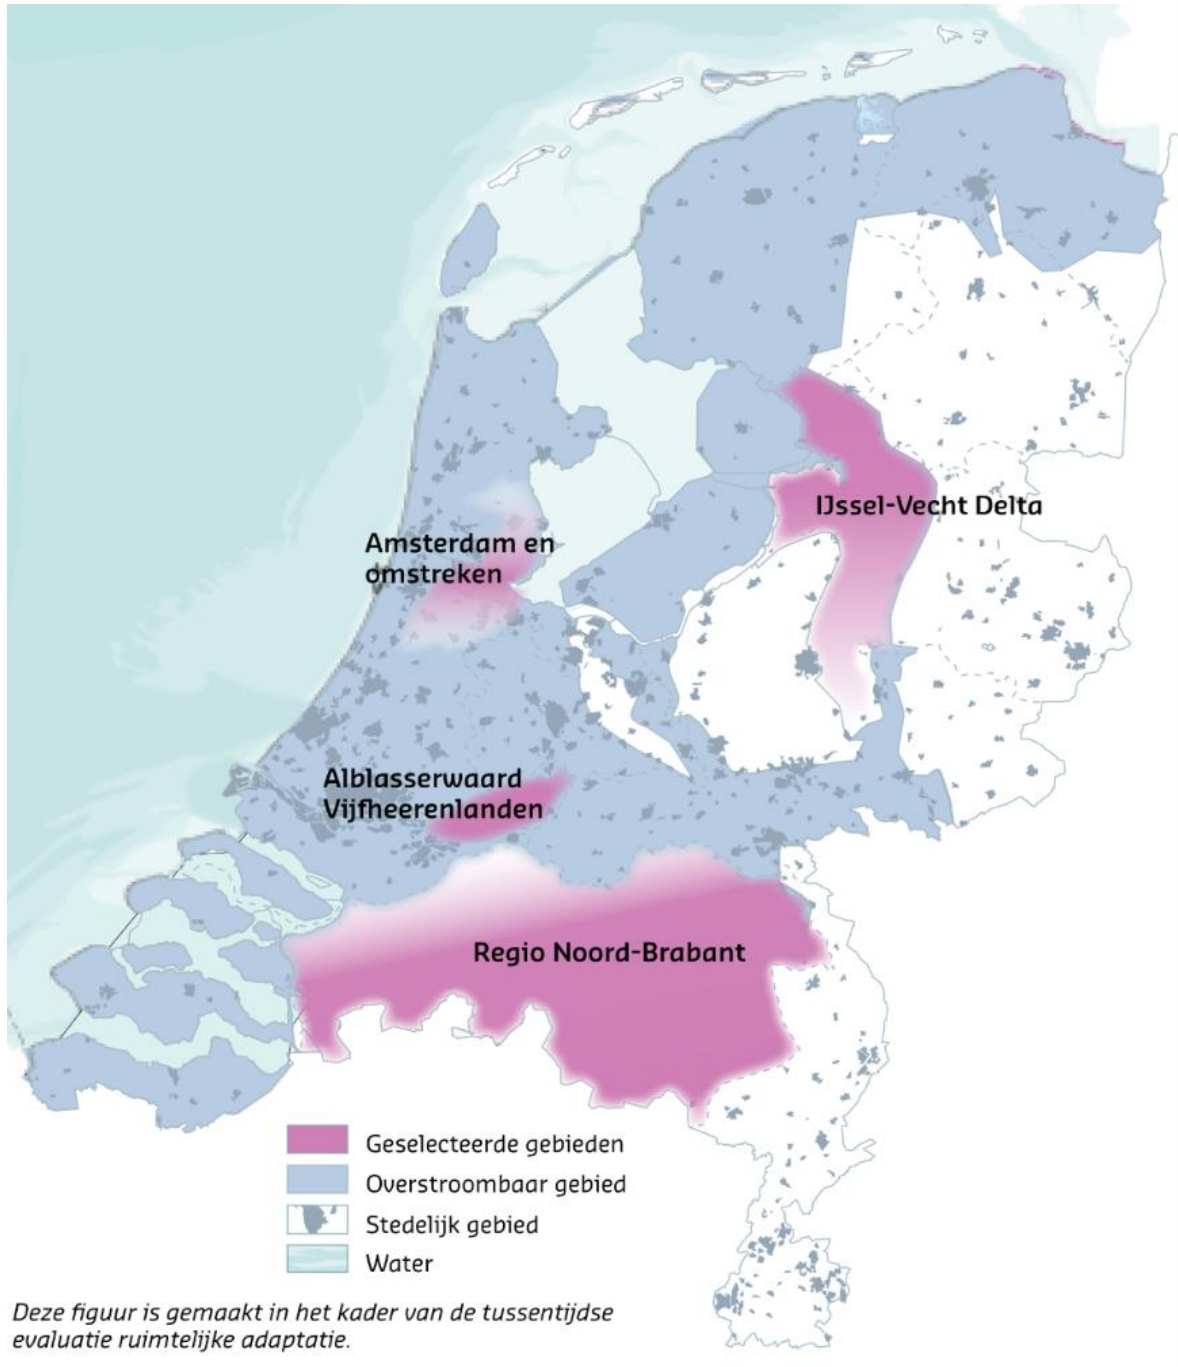 IJssel-Vecht Delta
Amsterdam en
omstreken
Alblasserwaard
Vijfheerenlanden
Regio Noord-Brabant
Geselecteerde gebieden
Overstroombaar gebied
Stedelijk gebied
Water
Deze figuur is gemaakt in het kader van de tussentijdse
evaluatie ruimtelijke adaptatie.